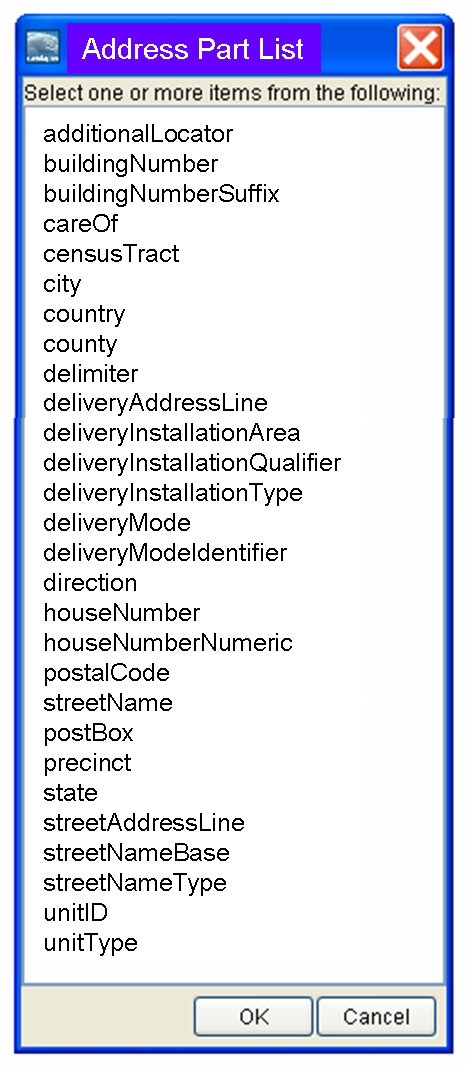 Address Part List
Select one or more items from the following:
additionalLocator
buildingNumber
buildingNumberSuffix
careOf
censusTract
city
country
county
delimiter
deliveryAddressLine
deliveryInstallationArea
deliveryInstallationQualifier
deliveryInstallationType
deliveryMode
deliveryModeIdentifier
direction
houseNumber
houseNumberNumeric
postalCode
streetName
postBox
precinct
state
streetAddressLine
streetNameBase
streetNameType
unitID
unitType
OK Cancel